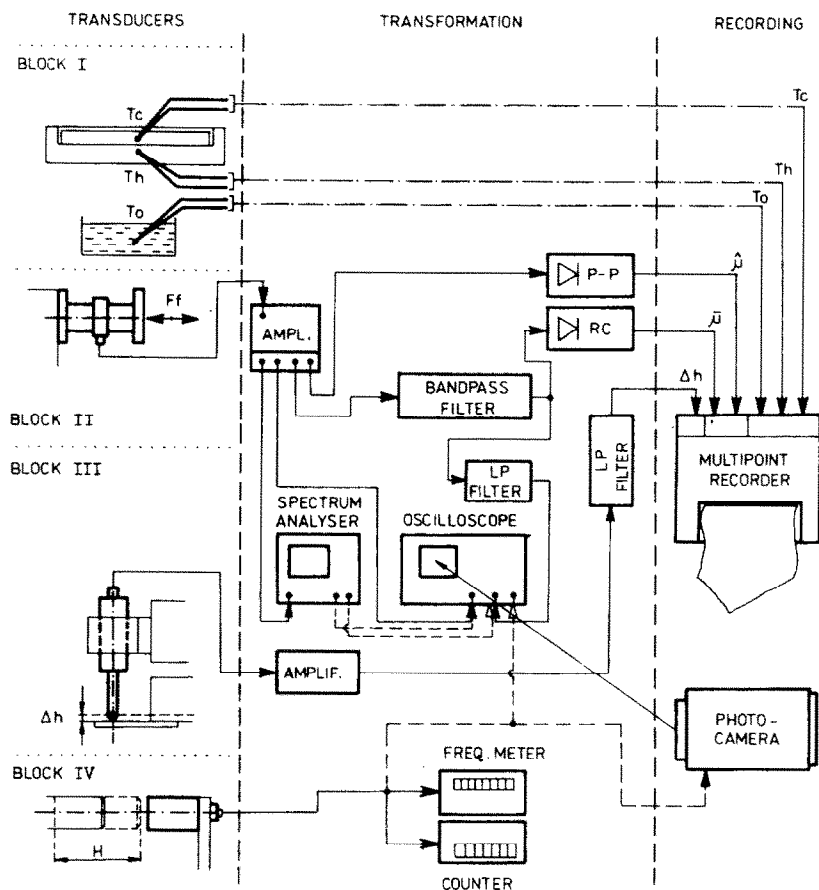 TRANSDUCERS
TRANSFORMATION
RECORDING
BLOCK I
Tc
Tc
Th
Th
To
To
BLOCK II
Ff
AMPL.
P-P
μ̂
RC
μ̄
BANDPASS
FILTER
LP
FILTER
LP
FILTER
Δh
MULTIPOINT
RECORDER
BLOCK III
SPECTRUM
ANALYSER
OSCILLOSCOPE
AMPLIF.
Δh
PHOTO-
CAMERA
BLOCK IV
H
FREQ. METER
COUNTER